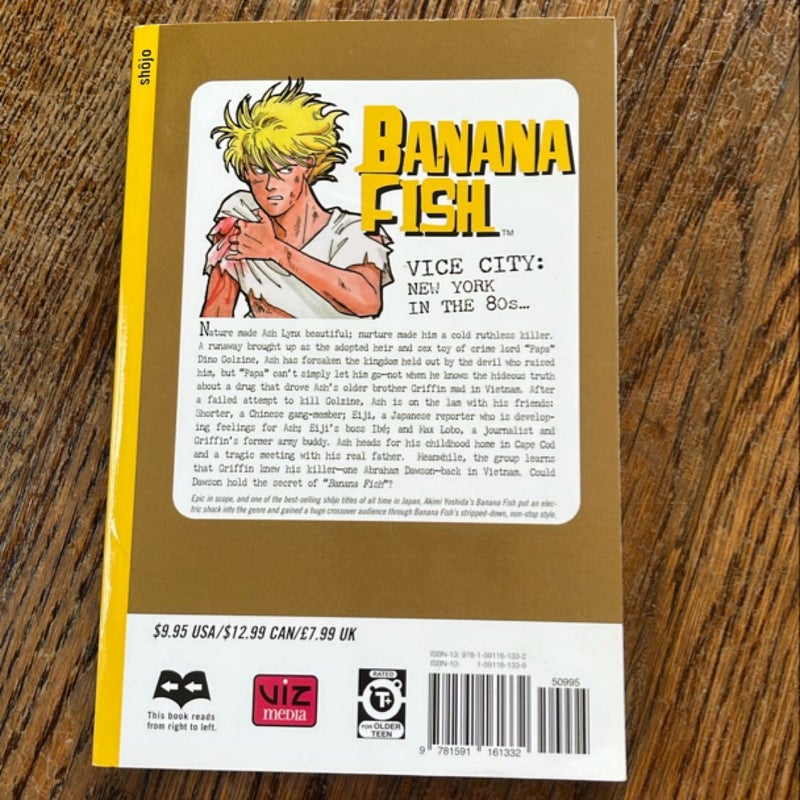 shôjo
BANANA
FISH™
VICE CITY:
NEW YORK
IN THE 80s...
Nature made Ash Lynx beautiful; nurture made him a cold ruthless killer.
A runaway brought up as the adopted heir and sex toy of crime lord "Papa"
Dino Golzine, Ash has forsaken the kingdom held out by the devil who raised
him, but "Papa" can't simply let him go—not when he knows the hideous truth
about a drug that drove Ash's older brother Griffin mad in Vietnam. After
a failed attempt to kill Golzine, Ash is on the lam with his friends:
Shorter, a Chinese gang-member; Eiji, a Japanese reporter who is develop-
ing feelings for Ash; Eiji's boss Ibé; and Max Lobo, a journalist and
Griffin's former army buddy. Ash heads for his childhood home in Cape Cod
and a tragic meeting with his real father. Meanwhile, the group learns
that Griffin knew his killer—one Abraham Dawson—back in Vietnam. Could
Dawson hold the secret of "Banana Fish"?
Epic in scope, and one of the best-selling shôjo titles of all time in Japan, Akimi Yoshida's Banana Fish put an elec-
tric shock into the genre and gained a huge crossover audience through Banana Fish's stripped-down, non-stop style.
$9.95 USA/$12.99 CAN/£7.99 UK
This book reads
from right to left.
VIZ
MEDIA
RATED
T+
FOR OLDER
TEEN
ISBN-13: 978-1-59116-133-2
ISBN-10: 1-59116-133-9
50995
9 781591 161332